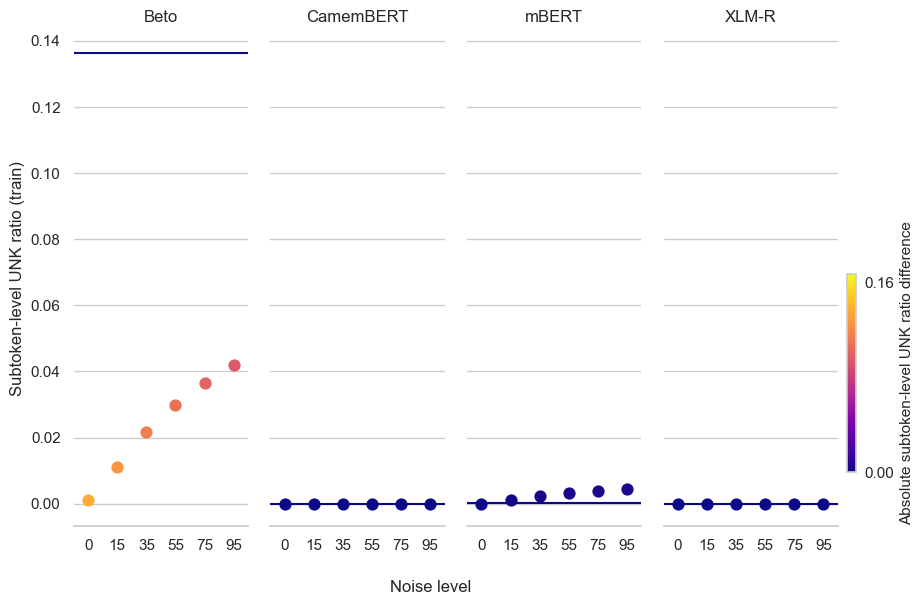 Beto CamemBERT mBERT XLM-R
Subtoken-level UNK ratio (train)
0.14
0.12
0.10
0.08
0.06
0.04
0.02
0.00
0 15 35 55 75 95 0 15 35 55 75 95 0 15 35 55 75 95 0 15 35 55 75 95
Noise level
0.16
0.00
Absolute subtoken-level UNK ratio difference